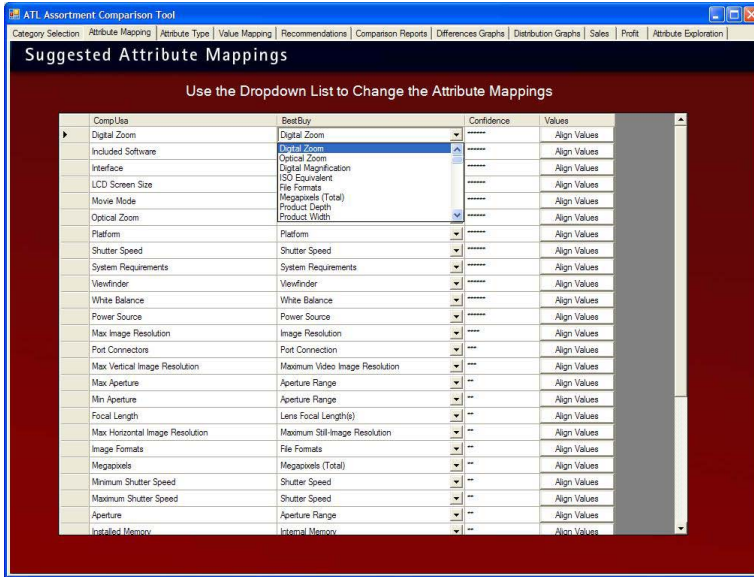 ATL Assortment Comparison Tool
Category Selection Attribute Mapping Attribute Type Value Mapping Recommendations Comparison Reports Differences Graphs Distribution Graphs Sales Profit Attribute Exploration
Suggested Attribute Mappings
Use the Dropdown List to Change the Attribute Mappings
CompUsa BestBuy Confidence Values
Digital Zoom Digital Zoom ****** Align Values
Included Software Digital Zoom ****** Align Values
Optical Zoom
Interface Digital Magnification ****** Align Values
ISO Equivalent
LCD Screen Size File Formats ****** Align Values
Movie Mode Megapixels (Total) ****** Align Values
Product Depth
Optical Zoom Product Width ****** Align Values
Platform Platform ****** Align Values
Shutter Speed Shutter Speed ****** Align Values
System Requirements System Requirements ****** Align Values
Viewfinder Viewfinder ****** Align Values
White Balance White Balance ****** Align Values
Power Source Power Source ****** Align Values
Max Image Resolution Image Resolution **** Align Values
Port Connectors Port Connection *** Align Values
Max Vertical Image Resolution Maximum Video Image Resolution *** Align Values
Max Aperture Aperture Range ** Align Values
Min Aperture Aperture Range ** Align Values
Focal Length Lens Focal Length(s) ** Align Values
Max Horizontal Image Resolution Maximum Still-Image Resolution ** Align Values
Image Formats File Formats ** Align Values
Megapixels Megapixels (Total) ** Align Values
Minimum Shutter Speed Shutter Speed ** Align Values
Maximum Shutter Speed Shutter Speed ** Align Values
Aperture Aperture Range ** Align Values
Installed Memory Internal Memory ** Align Values